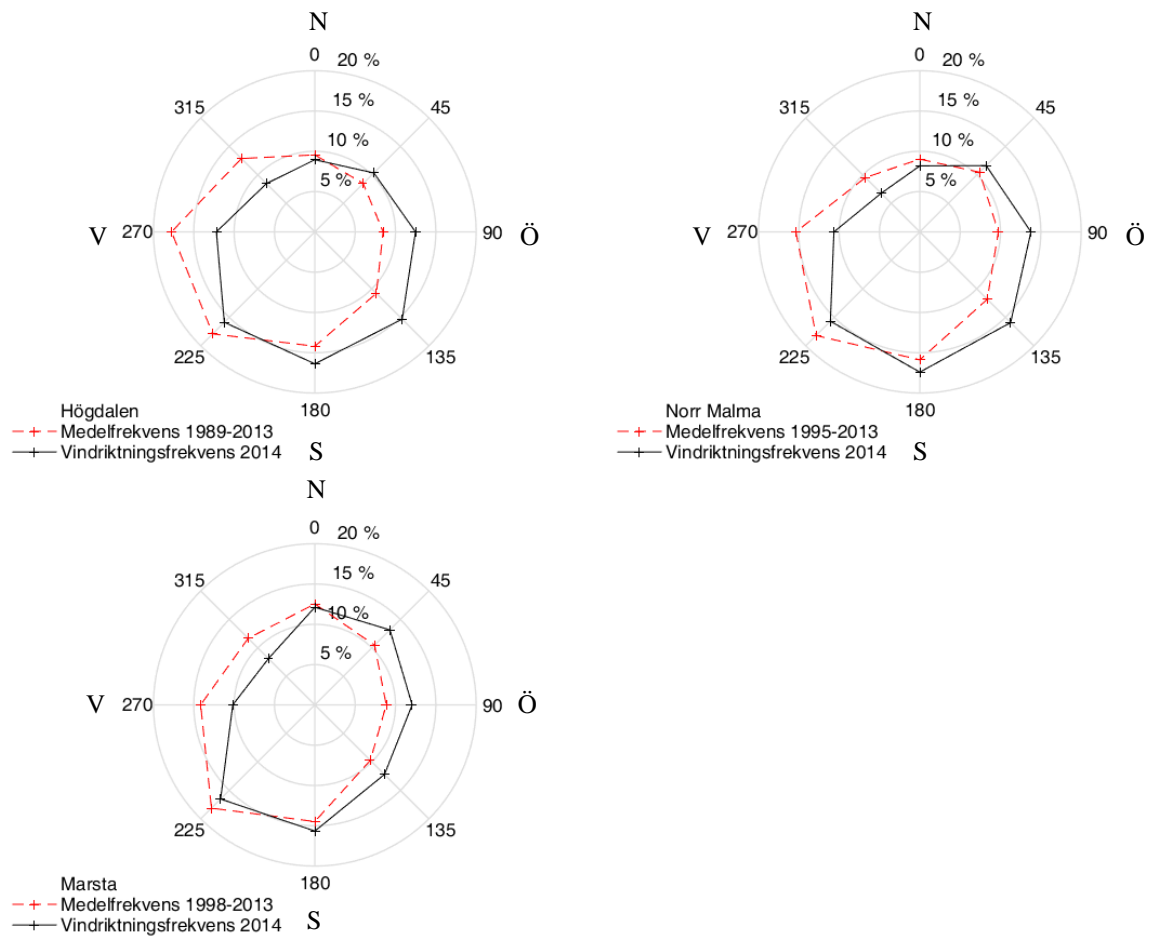 N
0
20 %
15 %
10 %
5 %
315
45
V 270
90 Ö
225
135
180
Högdalen
Medelfrekvens 1989-2013
Vindriktningsfrekvens 2014
S
N
0
20 %
15 %
10 %
5 %
315
45
V 270
90 Ö
225
135
180
Norr Malma
Medelfrekvens 1995-2013
Vindriktningsfrekvens 2014
S
N
0
20 %
15 %
10 %
5 %
315
45
V 270
90 Ö
225
135
180
Marsta
Medelfrekvens 1998-2013
Vindriktningsfrekvens 2014
S